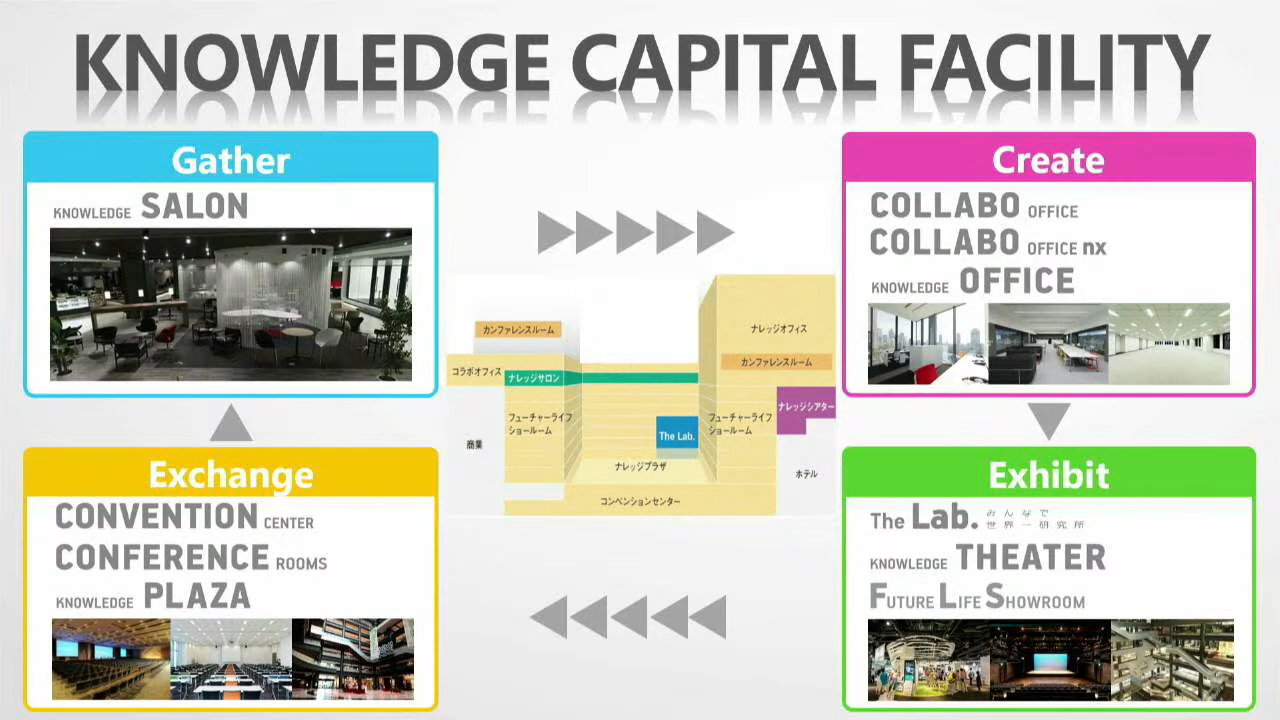 KNOWLEDGE CAPITAL FACILITY
Gather
KNOWLEDGE SALON
Create
COLLABO OFFICE
COLLABO OFFICE nx
KNOWLEDGE OFFICE
カンファレンスルーム
コラボオフィス
ナレッジサロン
フューチャーライフ
ショールーム
商業
The Lab.
ナレッジプラザ
コンベンションセンター
ナレッジオフィス
カンファレンスルーム
ナレッジシアター
フューチャーライフ
ショールーム
ホテル
Exchange
CONVENTION CENTER
CONFERENCE ROOMS
KNOWLEDGE PLAZA
Exhibit
The Lab. みんなで
世界一研究所
KNOWLEDGE THEATER
FUTURE LIFE SHOWROOM